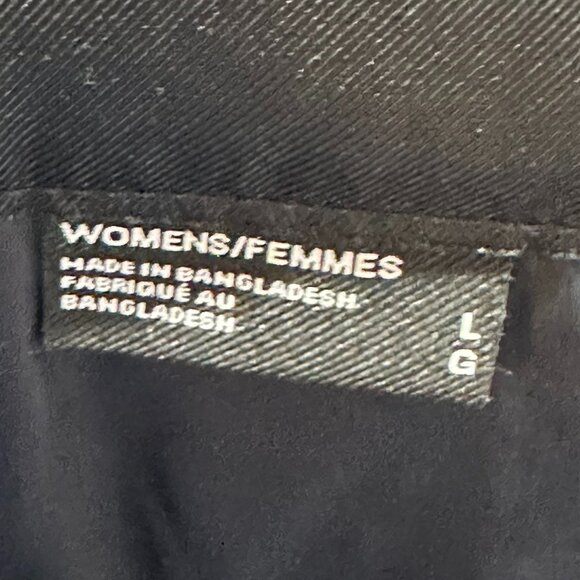 WOMENS/FEMMES
MADE IN BANGLADESH
FABRIQUÉ AU
BANGLADESH
L
G